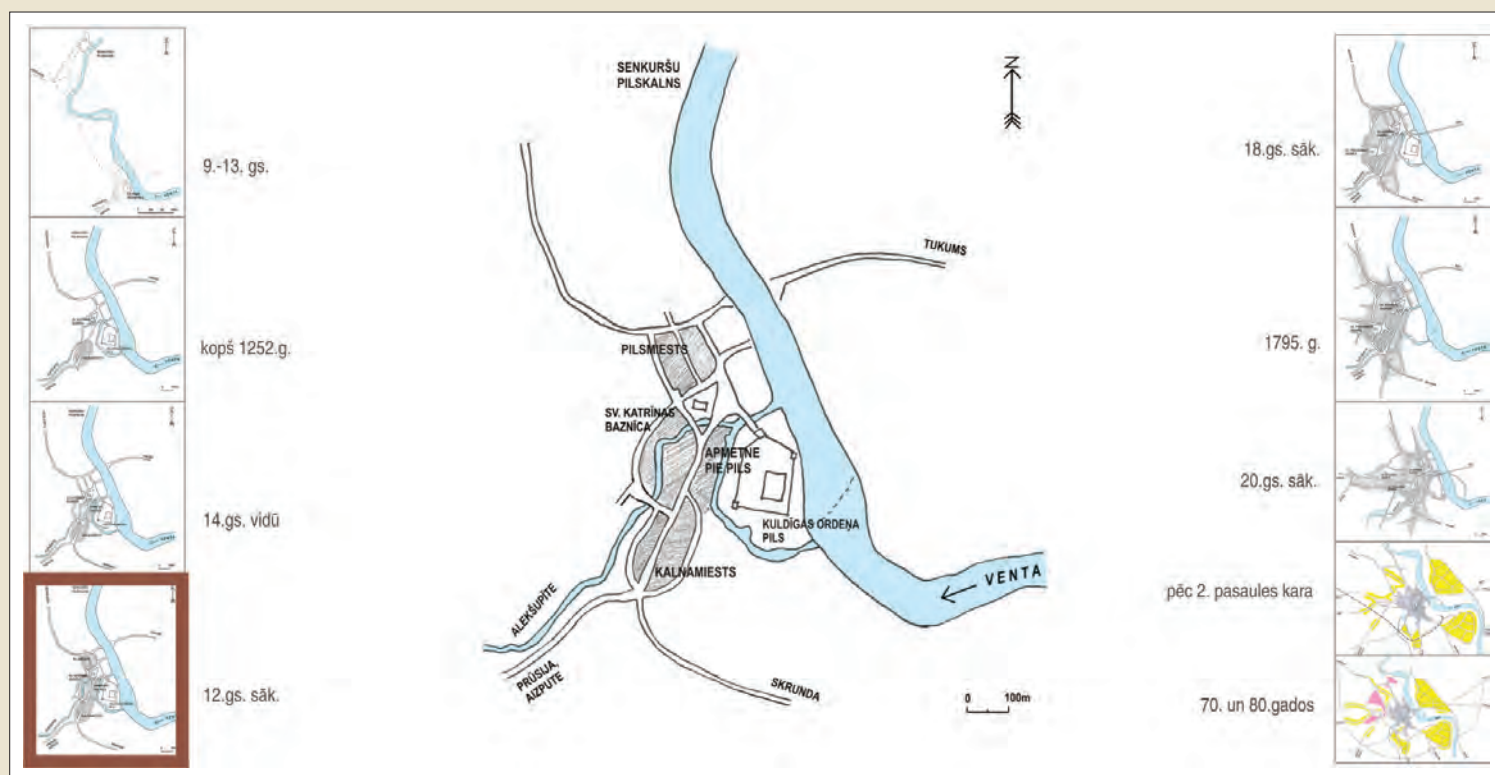 9.-13. gs.
kopš 1252.g.
14.gs. vidū
12.gs. sāk.
SENKURŠU
PILSKALNS
N
TUKUMS
PILSMIESTS
SV. KATRĪNAS
BAZNĪCA
APMETNE
PIE PILS
KULDĪGAS ORDEŅA
PILS
KALNAMIESTS
VENTA
ALEKŠUPĪTE
PRŪSIJA,
AIZPUTE
SKRUNDA
0 100m
18.gs. sāk.
1795. g.
20.gs. sāk.
pēc 2. pasaules kara
70. un 80.gados